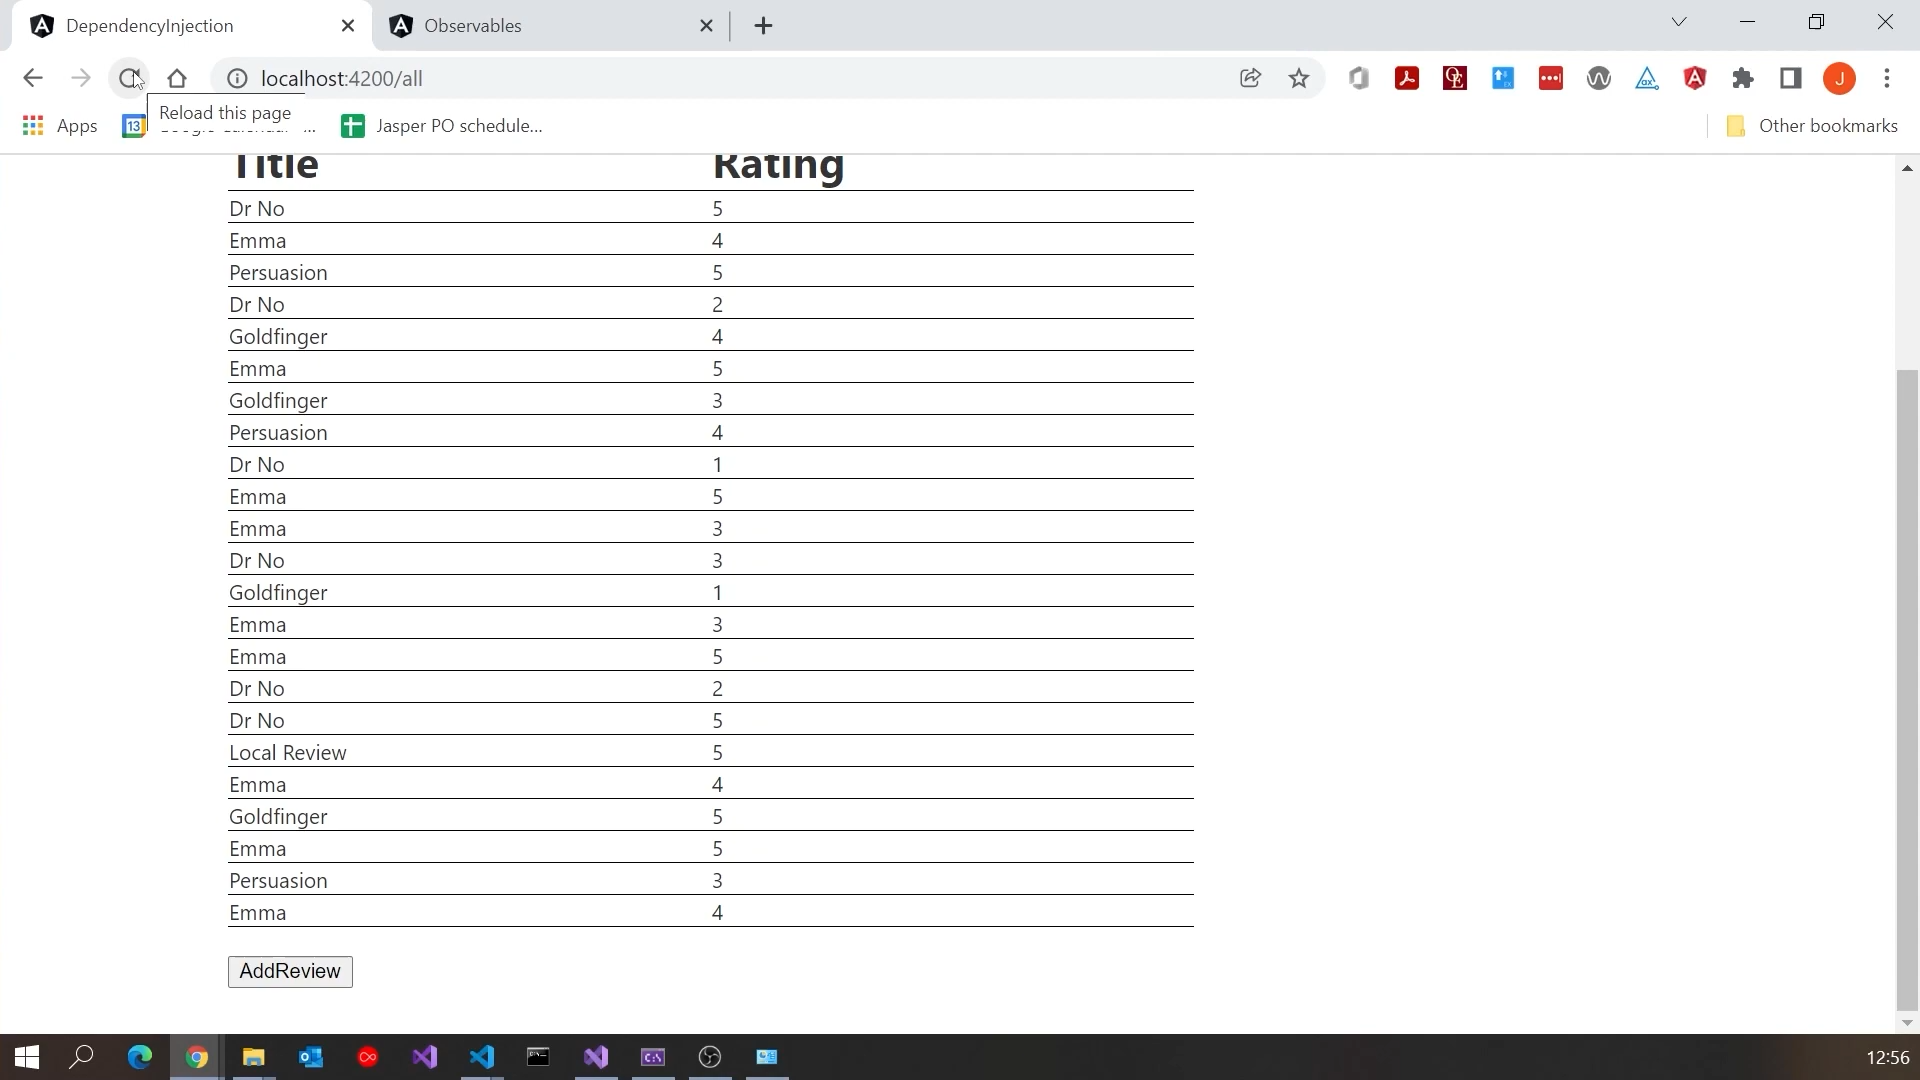 DependencyInjection
Observables
localhost:4200/all
Reload this page
Apps
13
Jasper PO schedule...
Other bookmarks
J
Title Rating
Dr No 5
Emma 4
Persuasion 5
Dr No 2
Goldfinger 4
Emma 5
Goldfinger 3
Persuasion 4
Dr No 1
Emma 5
Emma 3
Dr No 3
Goldfinger 1
Emma 3
Emma 5
Dr No 2
Dr No 5
Local Review 5
Emma 4
Goldfinger 5
Emma 5
Persuasion 3
Emma 4
AddReview
12:56